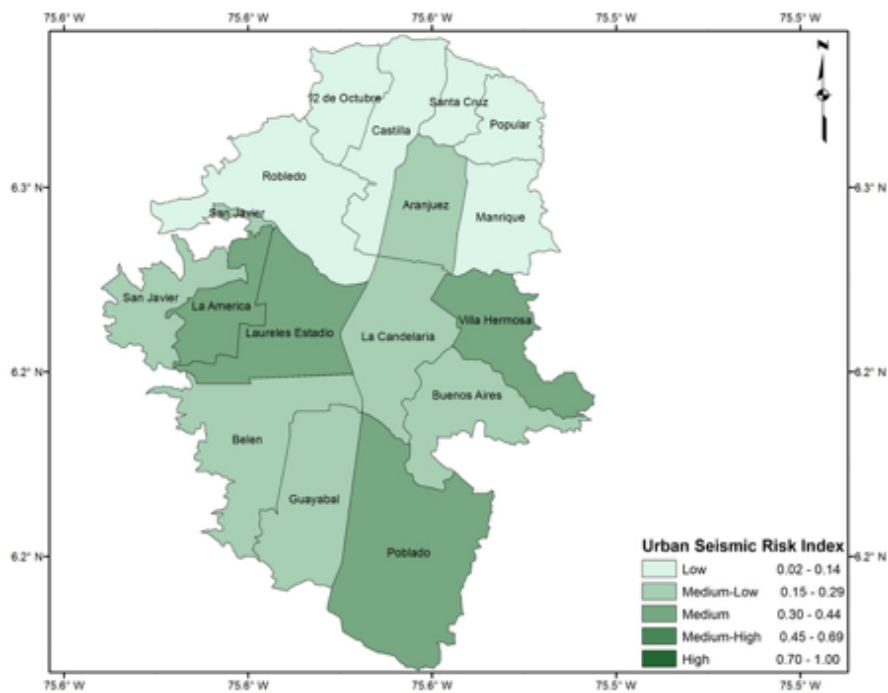 75.6° W 75.6° W 75.6° W 75.5° W 75.5° W
N
12 de Octubre
Santa Cruz
Castilla
Popular
Robledo
6.3° N 6.3° N
Aranjuez
San Javier
Manrique
San Javier
La America
Villa Hermosa
Laureles Estadio
La Candelaria
6.2° N 6.2° N
Buenos Aires
Belen
Guayabal
Poblado
6.2° N 6.2° N
Urban Seismic Risk Index
Low 0.02 - 0.14
Medium-Low 0.15 - 0.29
Medium 0.30 - 0.44
Medium-High 0.45 - 0.69
High 0.70 - 1.00
75.6° W 75.6° W 75.6° W 75.5° W 75.5° W